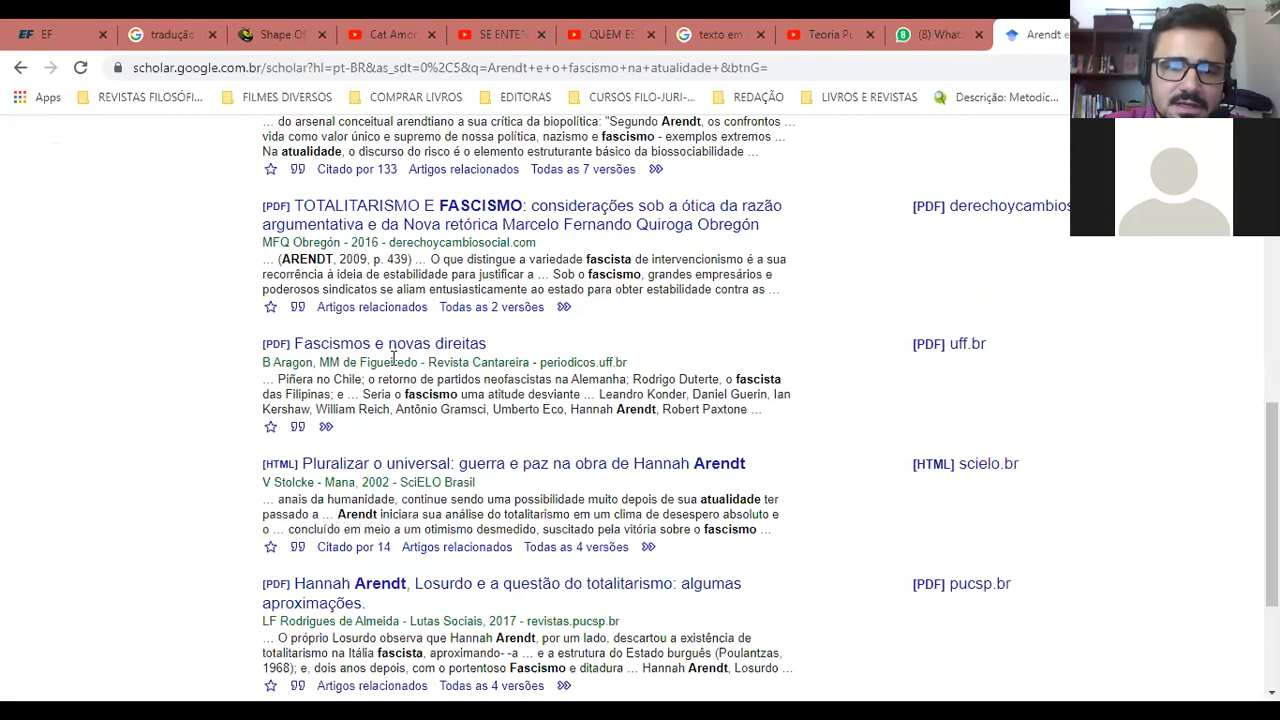 EF
tradução
Shape Of
Cat Amor
SE ENTEN
QUEM ES
texto em
Teoria Pu
(8) Whats
Arendt e
scholar.google.com.br/scholar?hl=pt-BR&as_sdt=0%2C5&q=Arendt+e+o+fascismo+na+atualidade+&btnG=
Apps
REVISTAS FILOSÓFI...
FILMES DIVERSOS
COMPRAR LIVROS
EDITORAS
CURSOS FILO-JURI-...
REDAÇÃO
LIVROS E REVISTAS
Descrição: Metodic...
... do arsenal conceitual arendtiano a sua crítica da biopolítica: "Segundo Arendt, os confrontos ...
vida como valor único e supremo de nossa política, nazismo e fascismo - exemplos extremos ...
Na atualidade, o discurso do risco é o elemento estruturante básico da biossociabilidade ...
Citado por 133 Artigos relacionados Todas as 7 versões
[PDF] TOTALITARISMO E FASCISMO: considerações sob a ótica da razão
argumentativa e da Nova retórica Marcelo Fernando Quiroga Obregón
[PDF] derechoycambios
MFQ Obregón - 2016 - derechoycambiosocial.com
... (ARENDT, 2009, p. 439) ... O que distingue a variedade fascista de intervencionismo é a sua
recorrência à ideia de estabilidade para justificar a ... Sob o fascismo, grandes empresários e
poderosos sindicatos se aliam entusiasticamente ao estado para obter estabilidade contra as ...
Artigos relacionados Todas as 2 versões
[PDF] Fascismos e novas direitas
[PDF] uff.br
B Aragon, MM de Figueiredo - Revista Cantareira - periodicos.uff.br
... Piñera no Chile; o retorno de partidos neofascistas na Alemanha; Rodrigo Duterte, o fascista
das Filipinas; e ... Seria o fascismo uma atitude desviante ... Leandro Konder, Daniel Guerin, Ian
Kershaw, William Reich, Antônio Gramsci, Umberto Eco, Hannah Arendt, Robert Paxtone ...
[HTML] Pluralizar o universal: guerra e paz na obra de Hannah Arendt
[HTML] scielo.br
V Stolcke - Mana, 2002 - SciELO Brasil
... anais da humanidade, continue sendo uma possibilidade muito depois de sua atualidade ter
passado a ... Arendt iniciara sua análise do totalitarismo em um clima de desespero absoluto e
o ... concluído em meio a um otimismo desmedido, suscitado pela vitória sobre o fascismo ...
Citado por 14 Artigos relacionados Todas as 4 versões
[PDF] Hannah Arendt, Losurdo e a questão do totalitarismo: algumas
aproximações.
[PDF] pucsp.br
LF Rodrigues de Almeida - Lutas Sociais, 2017 - revistas.pucsp.br
... O próprio Losurdo observa que Hannah Arendt, por um lado, descartou a existência de
totalitarismo na Itália fascista, aproximando- -a ... e a estrutura do Estado burguês (Poulantzas,
1968); e, dois anos depois, com o portentoso Fascismo e ditadura ... Hannah Arendt, Losurdo ...
Artigos relacionados Todas as 4 versões